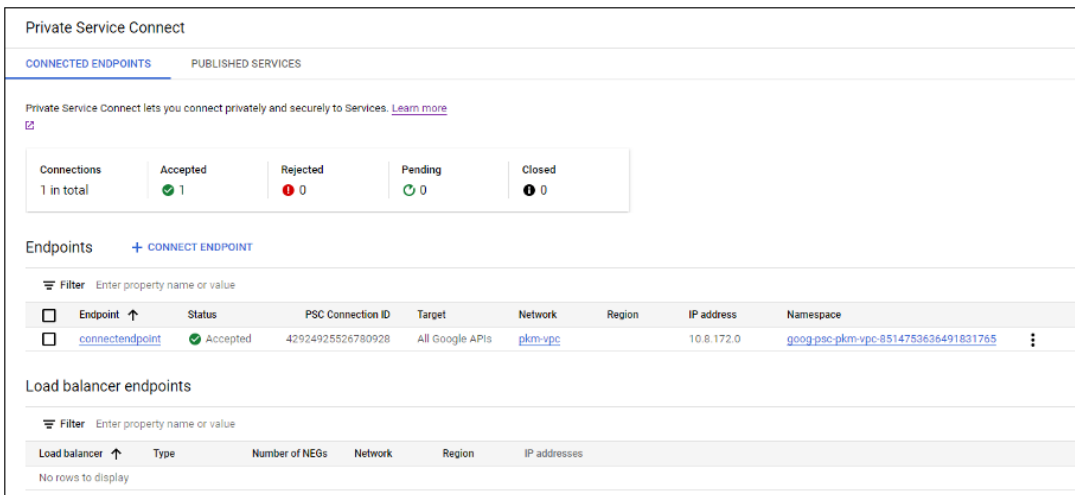 Private Service Connect
CONNECTED ENDPOINTS PUBLISHED SERVICES
Private Service Connect lets you connect privately and securely to Services. Learn more
Connections Accepted Rejected Pending Closed
1 in total 1 0 0 0
Endpoints + CONNECT ENDPOINT
Filter Enter property name or value
Endpoint ↑ Status PSC Connection ID Target Network Region IP address Namespace
connectendpoint Accepted 42924925526780928 All Google APIs pkm-vpc 10.8.172.0 goog-psc-pkm-vpc-8514753636491831765
Load balancer endpoints
Filter Enter property name or value
Load balancer ↑ Type Number of NEGs Network Region IP addresses
No rows to display